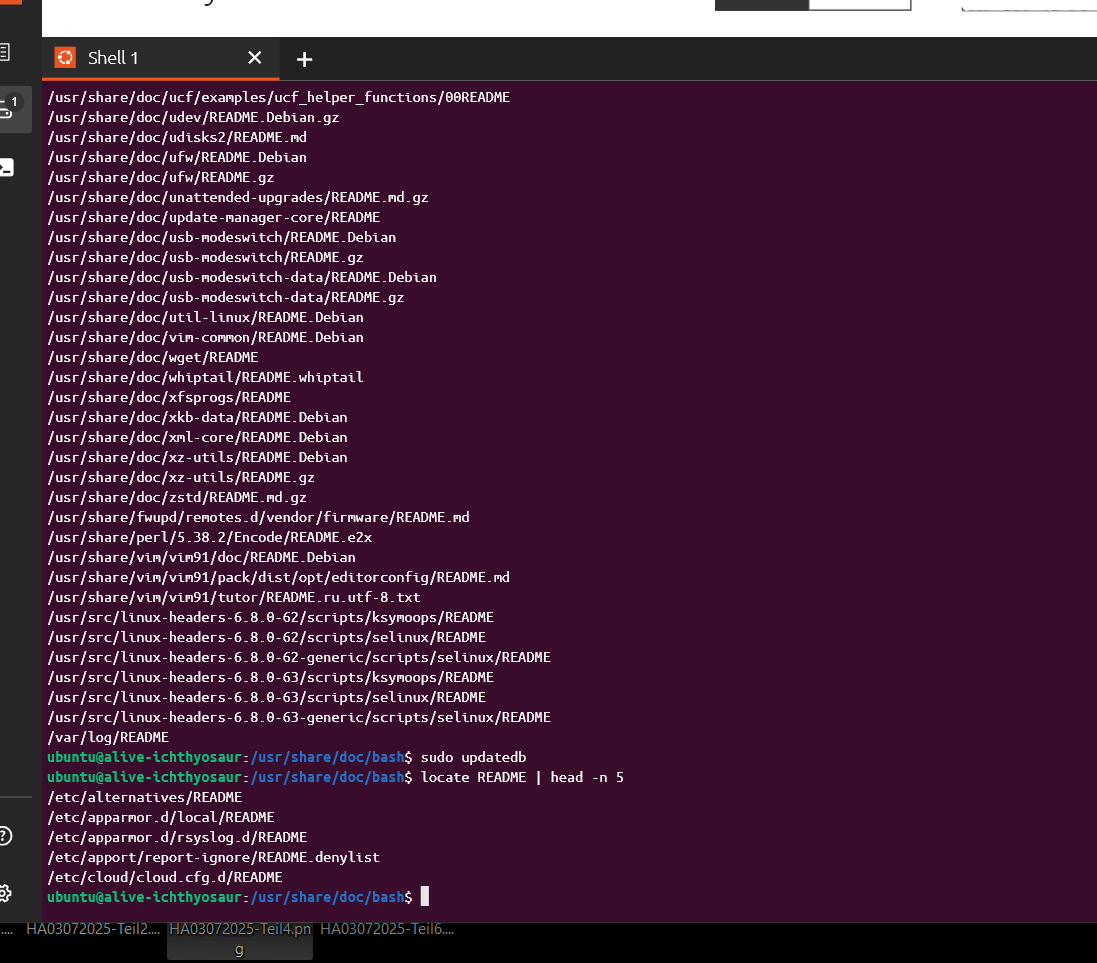 1
Shell 1
/usr/share/doc/ucf/examples/ucf_helper_functions/00README
/usr/share/doc/udev/README.Debian.gz
/usr/share/doc/udisks2/README.md
/usr/share/doc/ufw/README.Debian
/usr/share/doc/ufw/README.gz
/usr/share/doc/unattended-upgrades/README.md.gz
/usr/share/doc/update-manager-core/README
/usr/share/doc/usb-modeswitch/README.Debian
/usr/share/doc/usb-modeswitch/README.gz
/usr/share/doc/usb-modeswitch-data/README.Debian
/usr/share/doc/usb-modeswitch-data/README.gz
/usr/share/doc/util-linux/README.Debian
/usr/share/doc/vim-common/README.Debian
/usr/share/doc/wget/README
/usr/share/doc/whiptail/README.whiptail
/usr/share/doc/xfsprogs/README
/usr/share/doc/xkb-data/README.Debian
/usr/share/doc/xml-core/README.Debian
/usr/share/doc/xz-utils/README.Debian
/usr/share/doc/xz-utils/README.gz
/usr/share/doc/zstd/README.md.gz
/usr/share/fwupd/remotes.d/vendor/firmware/README.md
/usr/share/perl/5.38.2/Encode/README.e2x
/usr/share/vim/vim91/doc/README.Debian
/usr/share/vim/vim91/pack/dist/opt/editorconfig/README.md
/usr/share/vim/vim91/tutor/README.ru.utf-8.txt
/usr/src/linux-headers-6.8.0-62/scripts/ksymoops/README
/usr/src/linux-headers-6.8.0-62/scripts/selinux/README
/usr/src/linux-headers-6.8.0-62-generic/scripts/selinux/README
/usr/src/linux-headers-6.8.0-63/scripts/ksymoops/README
/usr/src/linux-headers-6.8.0-63/scripts/selinux/README
/usr/src/linux-headers-6.8.0-63-generic/scripts/selinux/README
/var/log/README
ubuntu@alive-ichthyosaur:/usr/share/doc/bash$ sudo updatedb
ubuntu@alive-ichthyosaur:/usr/share/doc/bash$ locate README | head -n 5
/etc/alternatives/README
/etc/apparmor.d/local/README
/etc/apparmor.d/rsyslog.d/README
/etc/apport/report-ignore/README.denylist
/etc/cloud/cloud.cfg.d/README
ubuntu@alive-ichthyosaur:/usr/share/doc/bash$
.... HA03072025-Teil2.... HA03072025-Teil4.pn HA03072025-Teil6....
g